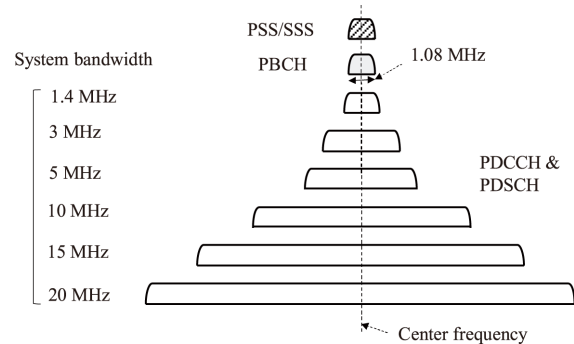 PSS/SSS
System bandwidth
PBCH
1.08 MHz
1.4 MHz
3 MHz
5 MHz
PDCCH &
PDSCH
10 MHz
15 MHz
20 MHz
Center frequency